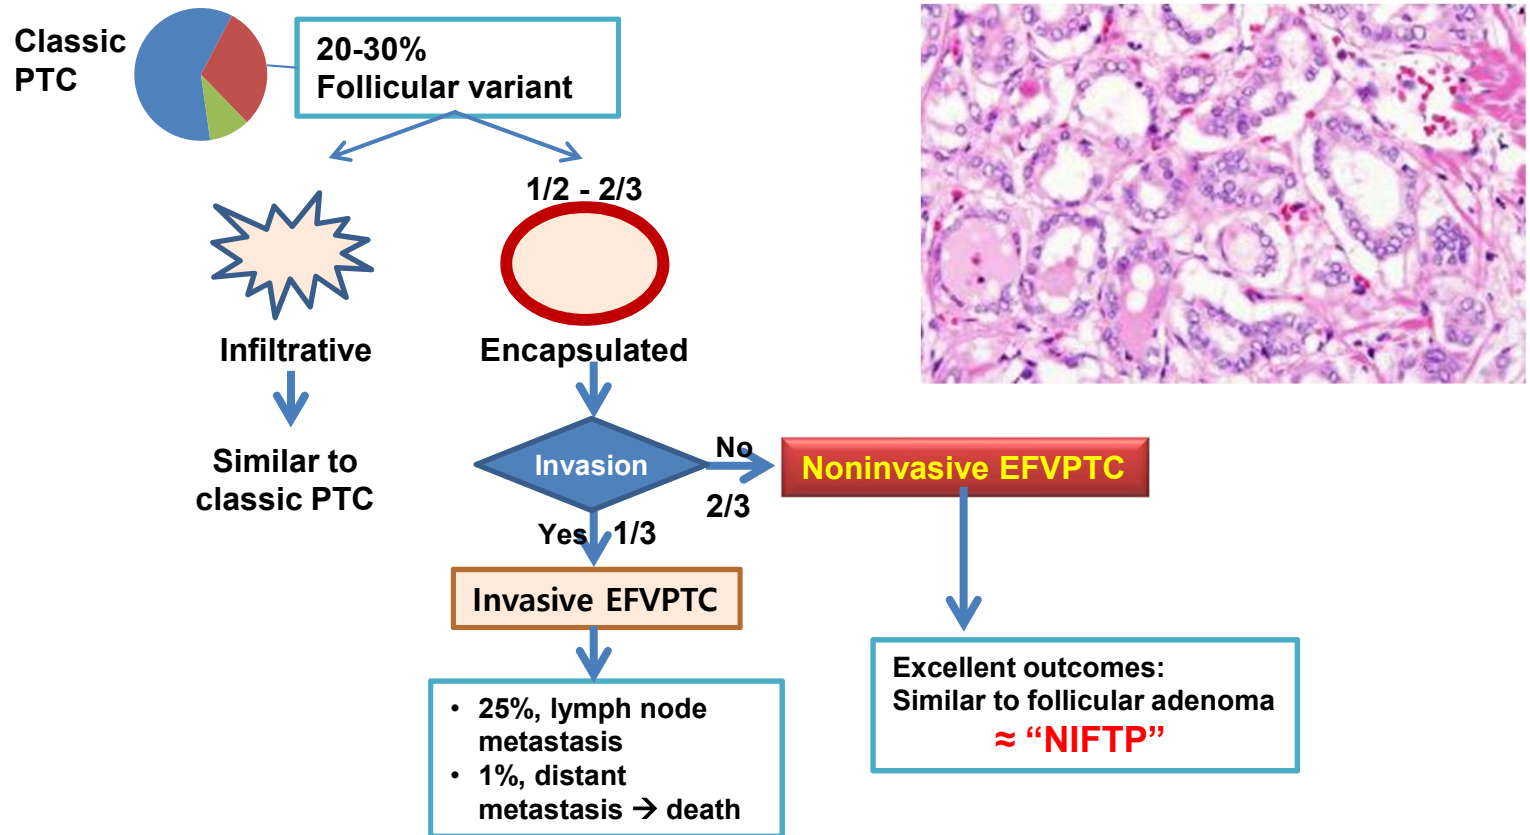 Classic
PTC
20-30%
Follicular variant
1/2 - 2/3
Infiltrative
Encapsulated
Similar to
classic PTC
Invasion
No
2/3
Noninvasive EFVPTC
Yes
1/3
Invasive EFVPTC
• 25%, lymph node
metastasis
• 1%, distant
metastasis → death
Excellent outcomes:
Similar to follicular adenoma
≈ “NIFTP”